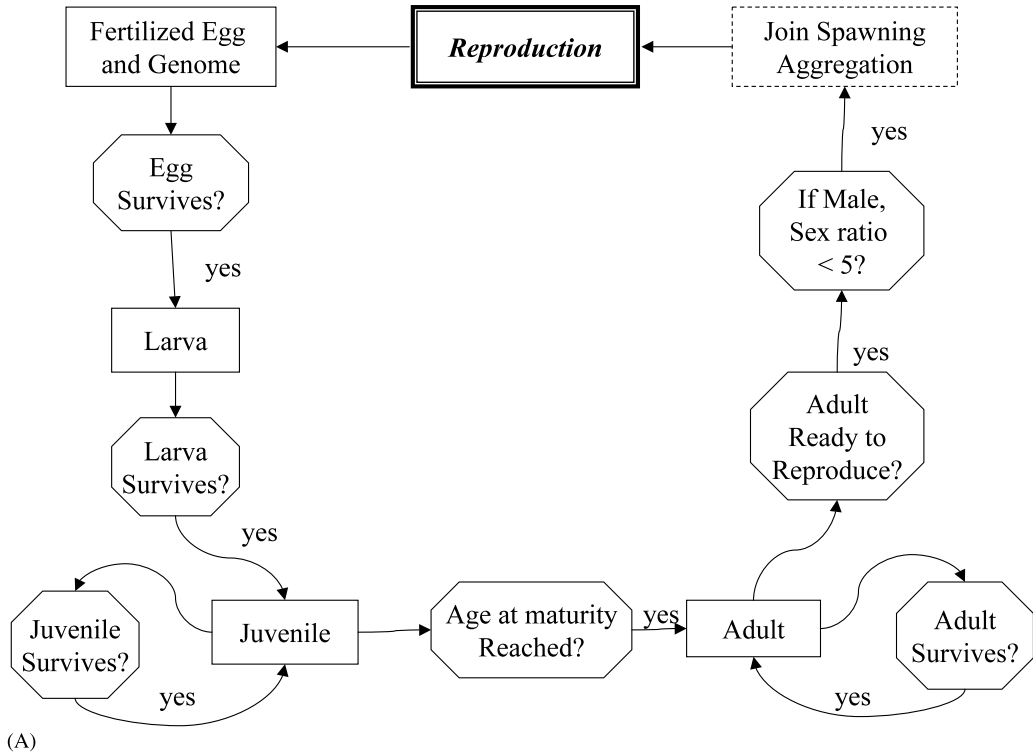 Fertilized Egg
and Genome
Reproduction
Join Spawning
Aggregation
Egg
Survives?
yes
Larva
Larva
Survives?
yes
Juvenile
Survives?
yes
Juvenile
Age at maturity
Reached?
yes
Adult
Adult
Survives?
yes
Adult
Ready to
Reproduce?
yes
If Male,
Sex ratio
< 5?
yes
(A)